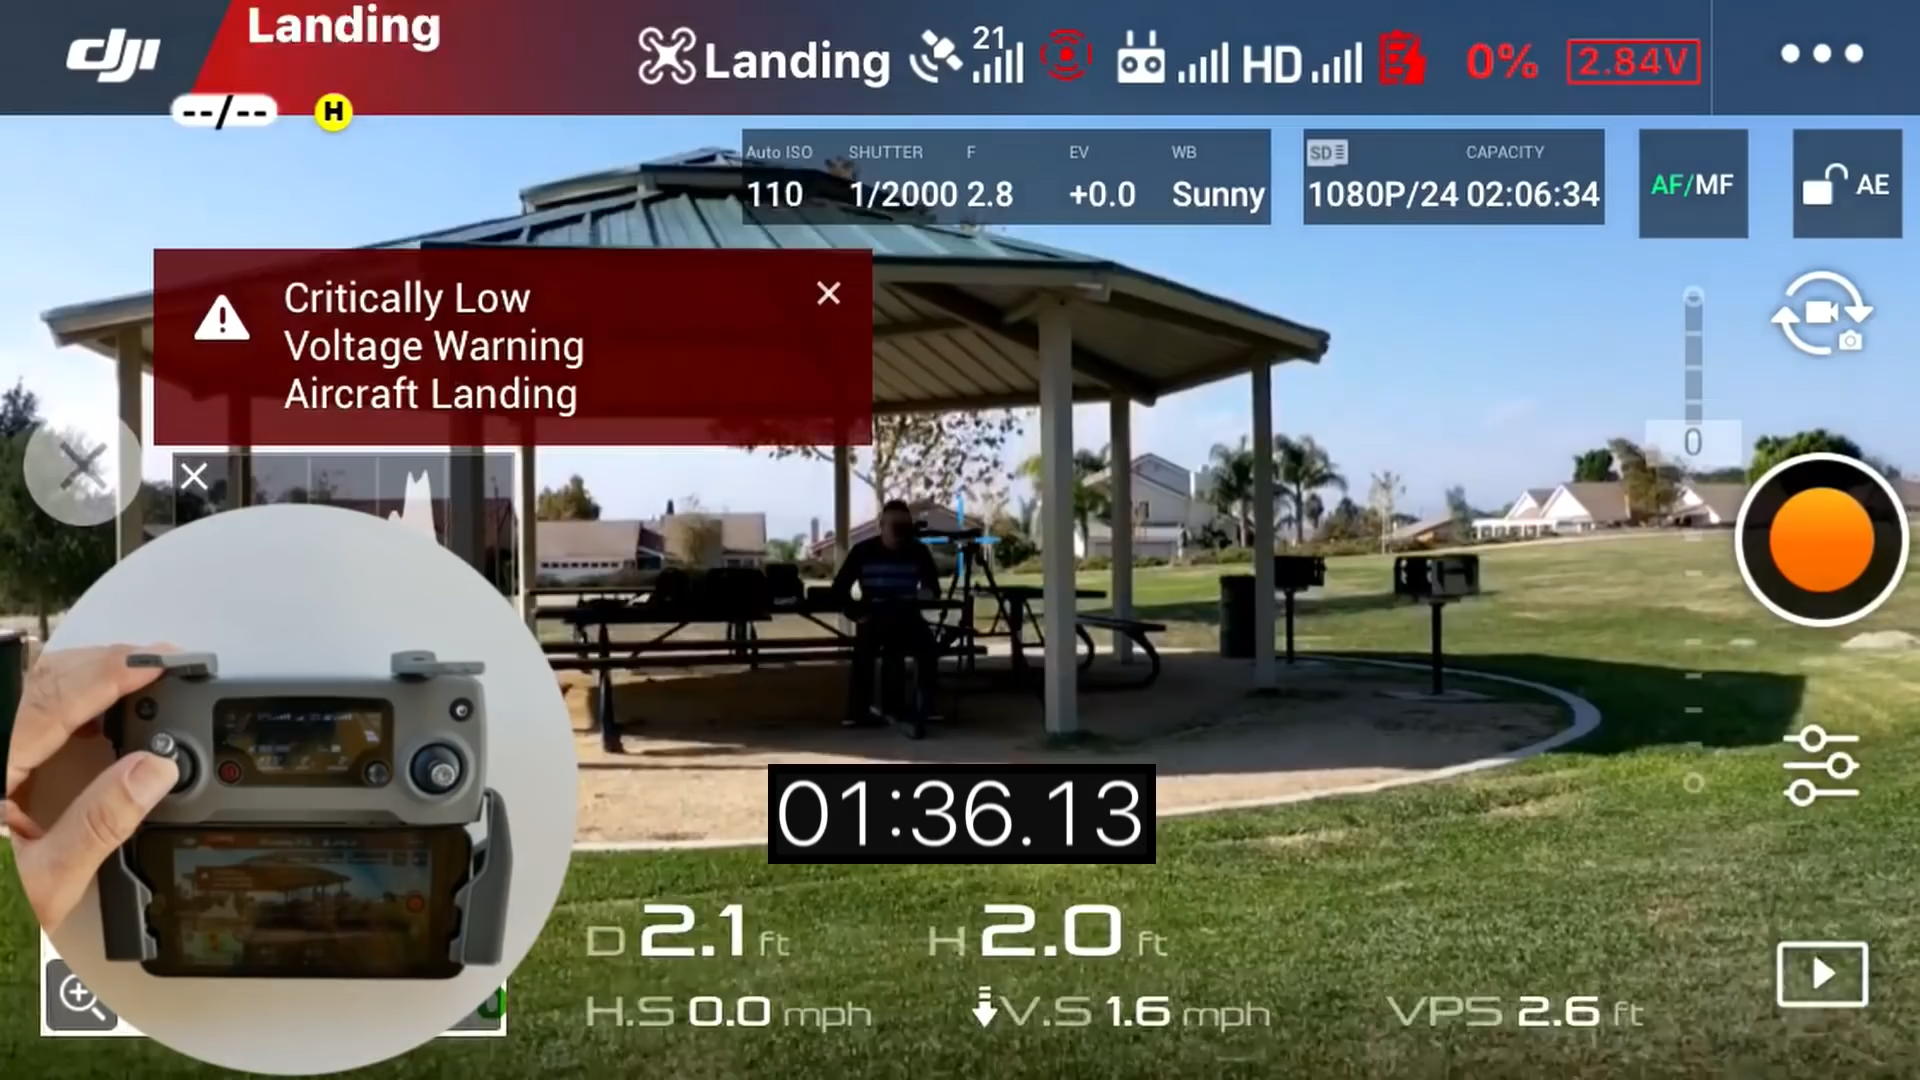 dji
Landing
Landing
21
HD
0%
2.84V
--/--
H
Auto ISO
110
SHUTTER
1/2000
F
2.8
EV
+0.0
WB
Sunny
SD
1080P/24
CAPACITY
02:06:34
AF/MF
AE
Critically Low
Voltage Warning
Aircraft Landing
0
01:36.13
D 2.1 ft
H 2.0 ft
H.S 0.0 mph
V.S 1.6 mph
VPS 2.6 ft